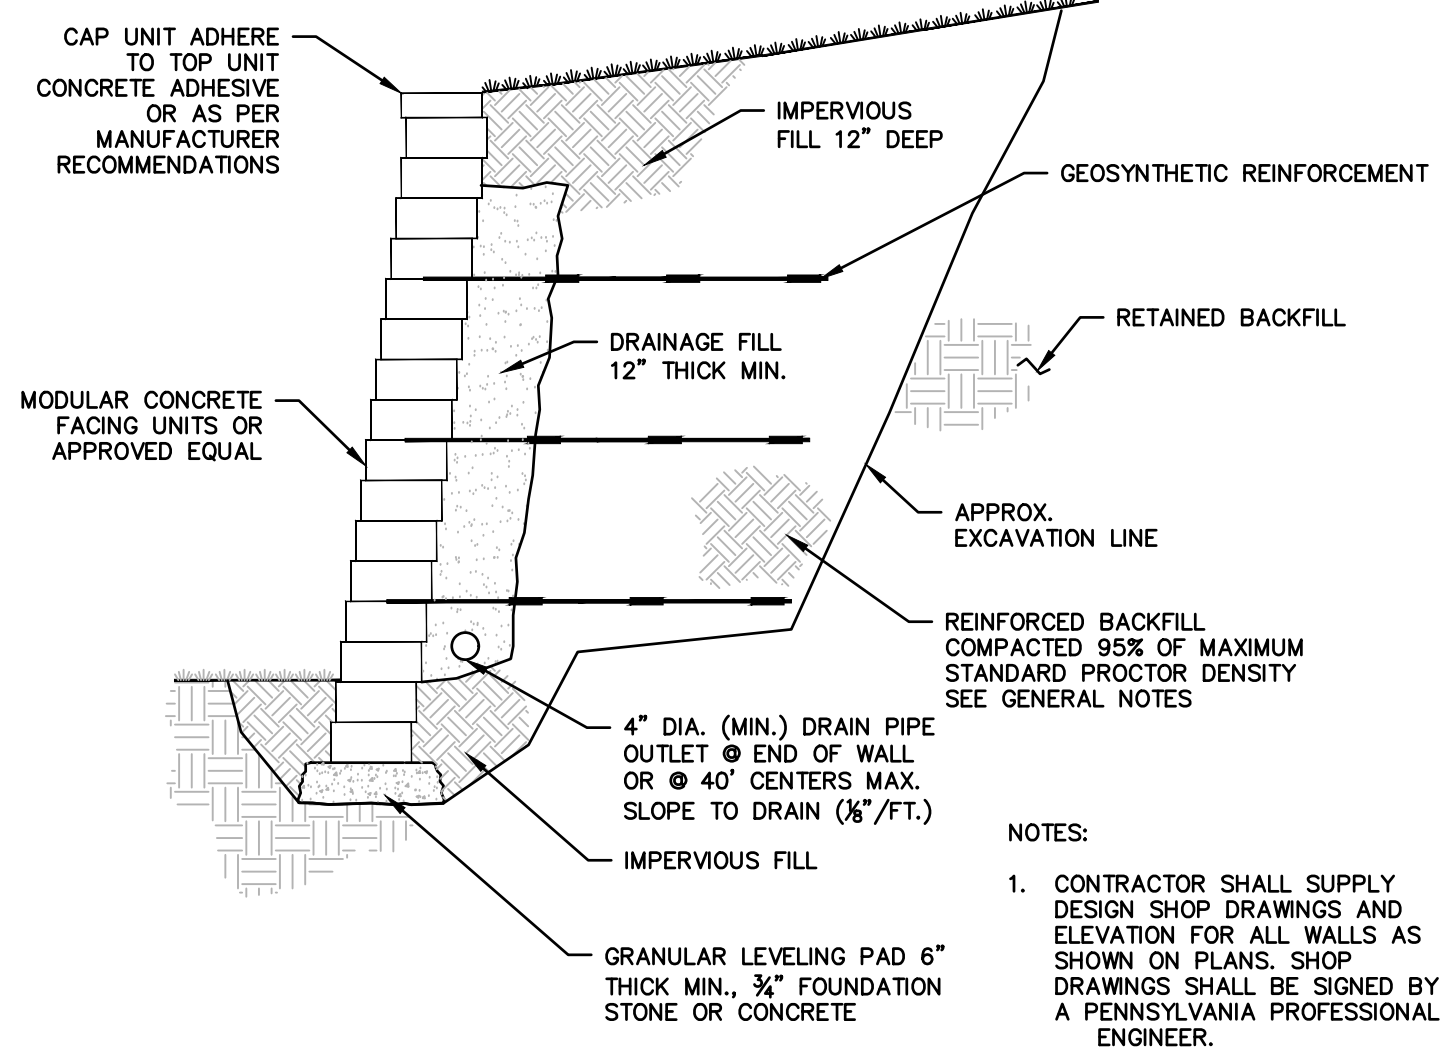 CAP UNIT ADHERE
TO TOP UNIT
CONCRETE ADHESIVE
OR AS PER
MANUFACTURER
RECOMMENDATIONS
IMPERVIOUS
FILL 12" DEEP
GEOSYNTHETIC REINFORCEMENT
RETAINED BACKFILL
DRAINAGE FILL
12" THICK MIN.
MODULAR CONCRETE
FACING UNITS OR
APPROVED EQUAL
APPROX.
EXCAVATION LINE
REINFORCED BACKFILL
COMPACTED 95% OF MAXIMUM
STANDARD PROCTOR DENSITY
SEE GENERAL NOTES
4" DIA. (MIN.) DRAIN PIPE
OUTLET @ END OF WALL
OR @ 40' CENTERS MAX.
SLOPE TO DRAIN (⅛"/FT.)
IMPERVIOUS FILL
GRANULAR LEVELING PAD 6"
THICK MIN., ¾" FOUNDATION
STONE OR CONCRETE
NOTES:
1. CONTRACTOR SHALL SUPPLY
DESIGN SHOP DRAWINGS AND
ELEVATION FOR ALL WALLS AS
SHOWN ON PLANS. SHOP
DRAWINGS SHALL BE SIGNED BY
A PENNSYLVANIA PROFESSIONAL
ENGINEER.